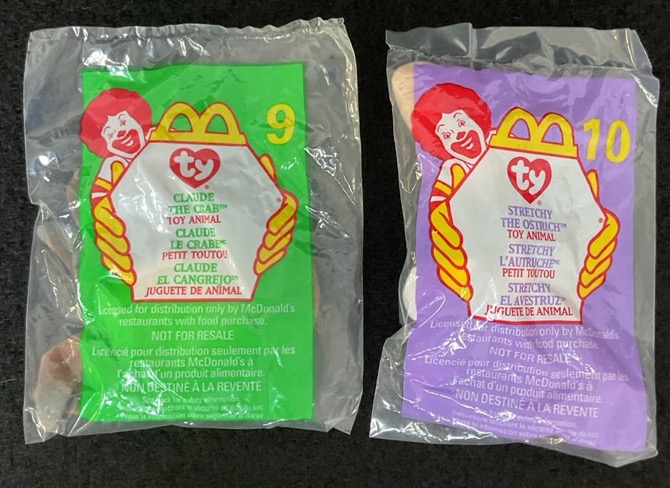 9
ty
CLAUDE
THE CRAB™
TOY ANIMAL
CLAUDE
LE CRABE™
PETIT TOUTOU
CLAUDE
EL CANGREJO™
JUGUETE DE ANIMAL
Licensed for distribution only by McDonald's
restaurants with food purchase.
NOT FOR RESALE
Licencié pour distribution seulement par les
restaurants McDonald's à
l'achat d'un produit alimentaire.
NON DESTINÉ À LA REVENTE
10
ty
STRETCHY
THE OSTRICH™
TOY ANIMAL
STRETCHY
L'AUTRUCHE™
PETIT TOUTOU
STRETCHY
EL AVESTRUZ™
JUGUETE DE ANIMAL
Licensed for distribution only by McDonald's
restaurants with food purchase.
NOT FOR RESALE
Licencié pour distribution seulement par les
restaurants McDonald's à
l'achat d'un produit alimentaire.
NON DESTINÉ À LA REVENTE